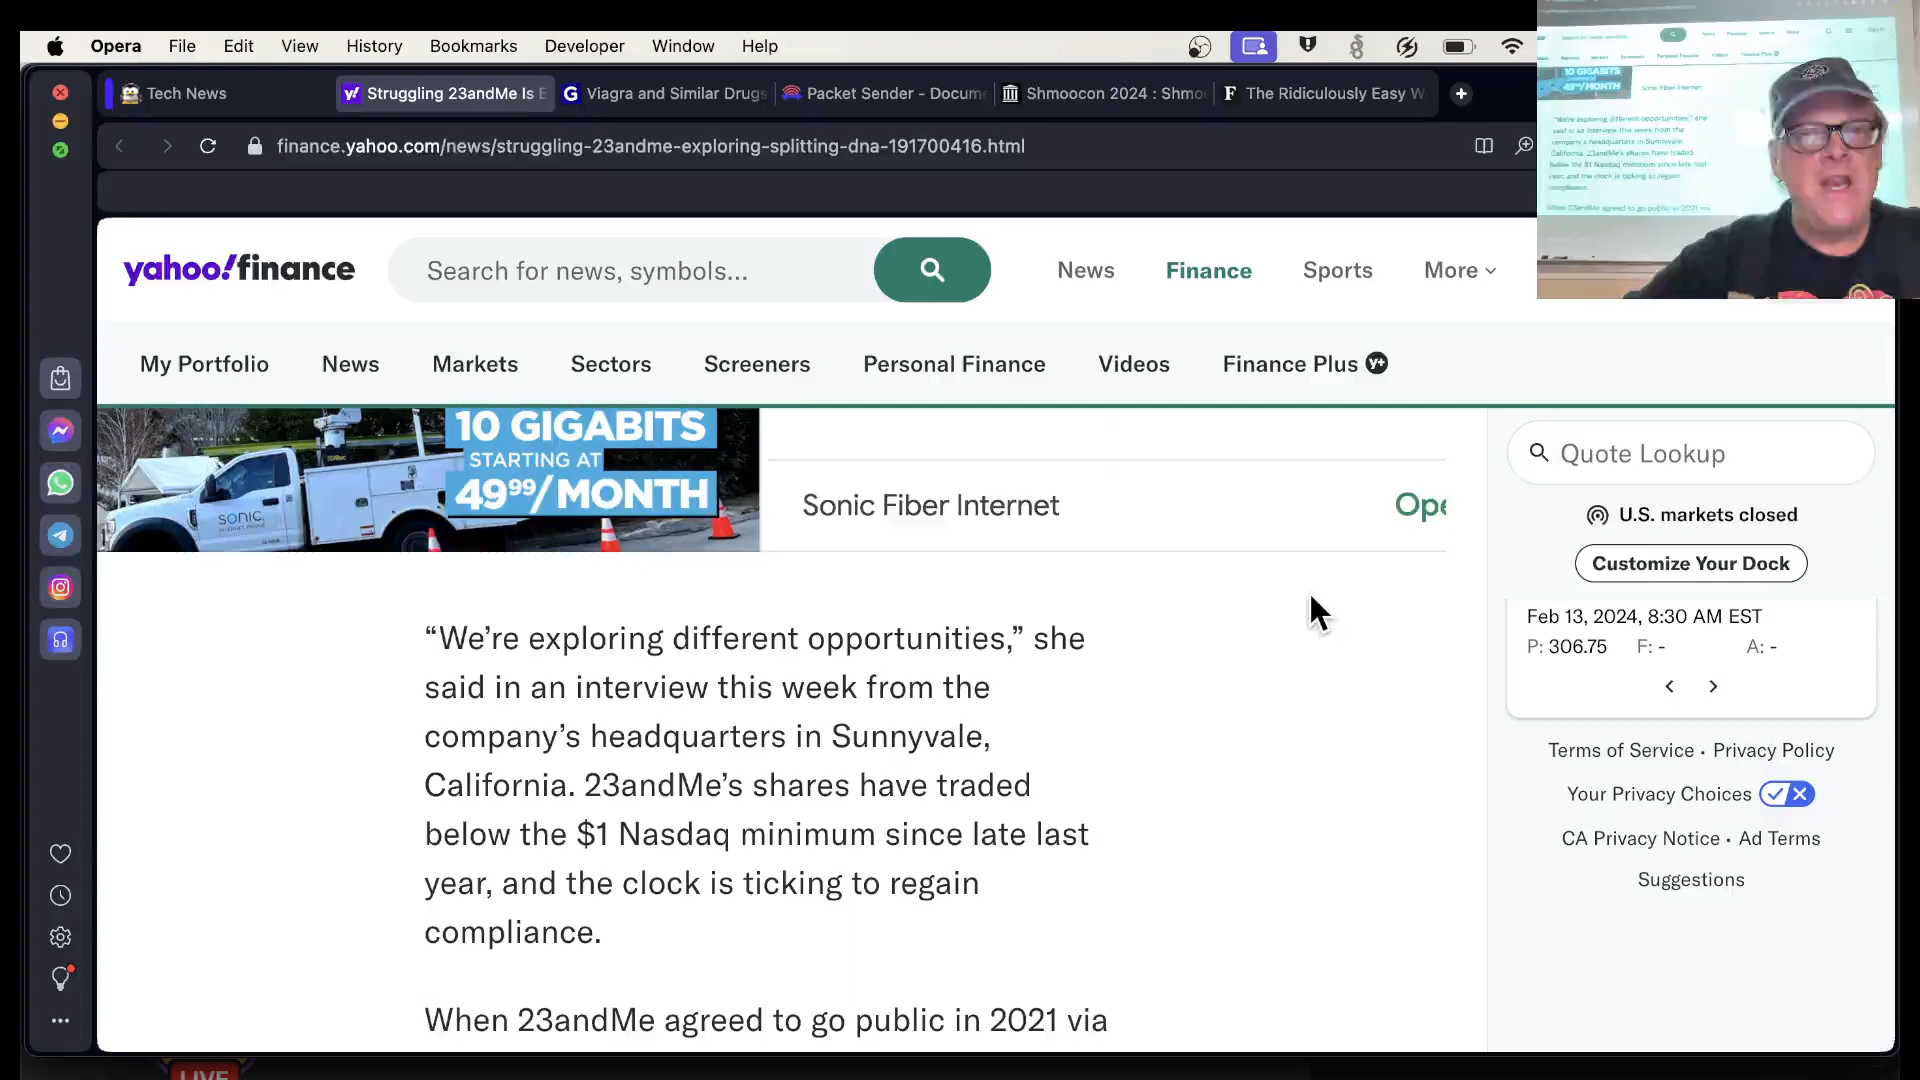 Opera File Edit View History Bookmarks Developer Window Help
Tech News
Struggling 23andMe Is E
Viagra and Similar Drugs
Packet Sender - Docume
Shmoocon 2024 : Shmo
The Ridiculously Easy W
finance.yahoo.com/news/struggling-23andme-exploring-splitting-dna-191700416.html
yahoo!finance
Search for news, symbols...
News Finance Sports More
My Portfolio News Markets Sectors Screeners Personal Finance Videos Finance Plus y+
10 GIGABITS
STARTING AT
49⁹⁹/MONTH
sonic
Sonic Fiber Internet
Ope
Quote Lookup
U.S. markets closed
Customize Your Dock
Feb 13, 2024, 8:30 AM EST
P: 306.75 F: - A: -
Terms of Service • Privacy Policy
Your Privacy Choices
CA Privacy Notice • Ad Terms
Suggestions
“We’re exploring different opportunities,” she
said in an interview this week from the
company’s headquarters in Sunnyvale,
California. 23andMe’s shares have traded
below the $1 Nasdaq minimum since late last
year, and the clock is ticking to regain
compliance.
When 23andMe agreed to go public in 2021 via
LIVE